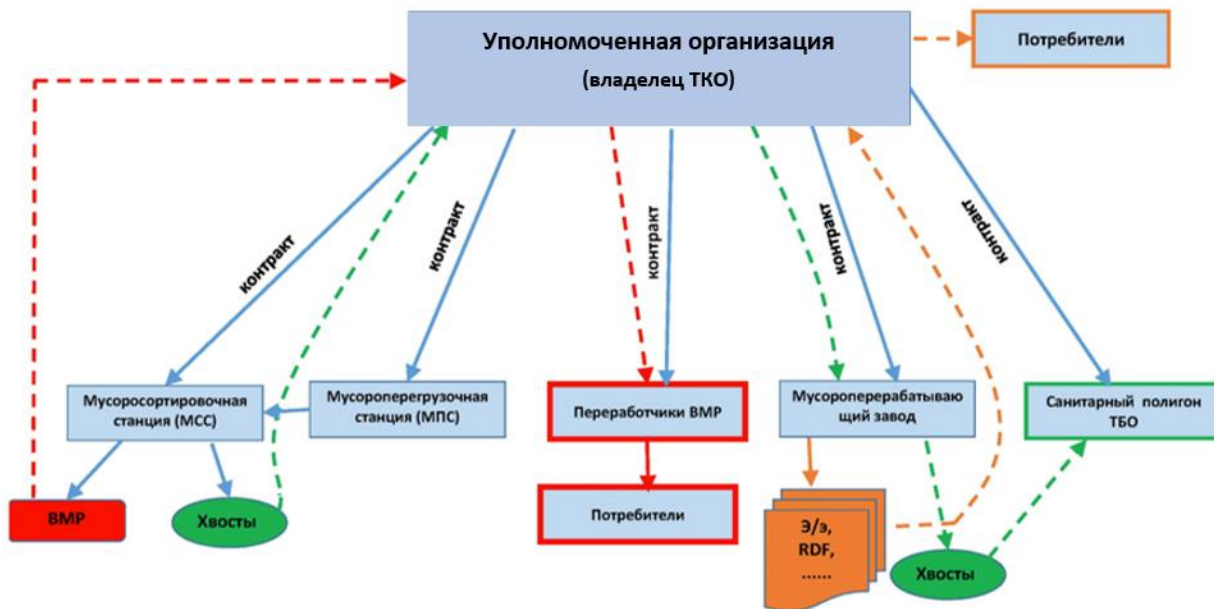 Уполномоченная организация
(владелец ТКО)
Потребители
контракт
контракт
контракт
контракт
контракт
Мусоросортировочная
станция (МСС)
Мусороперегрузочная
станция (МПС)
Переработчики ВМР
Мусороперерабатываю
щий завод
Санитарный полигон
ТБО
ВМР
Хвосты
Потребители
Э/э,
RDF,
......
Хвосты